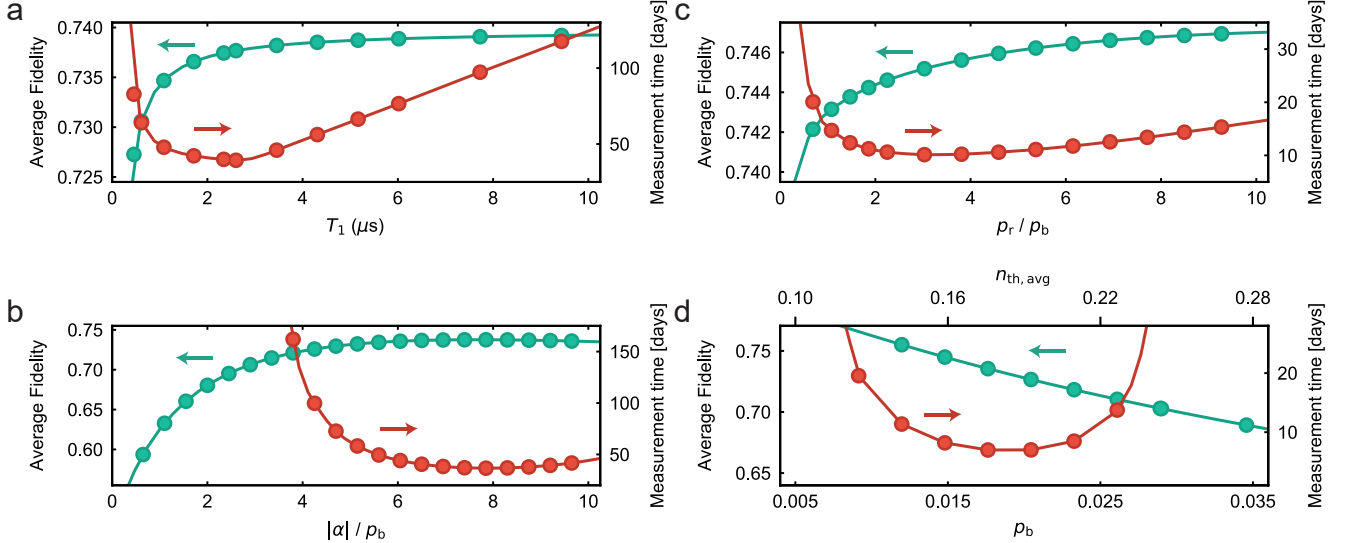 a
0.740
0.735
0.730
0.725
Average Fidelity
100
50
Measurement time [days]
0 2 4 6 8 10
T₁ (μs)
c
0.746
0.744
0.742
0.740
Average Fidelity
30
20
10
Measurement time [days]
0 2 4 6 8 10
p_r / p_b
b
0.75
0.70
0.65
0.60
Average Fidelity
150
100
50
Measurement time [days]
0 2 4 6 8 10
|α| / p_b
d
n_th, avg
0.10 0.16 0.22 0.28
0.75
0.70
0.65
Average Fidelity
20
10
Measurement time [days]
0.005 0.015 0.025 0.035
p_b